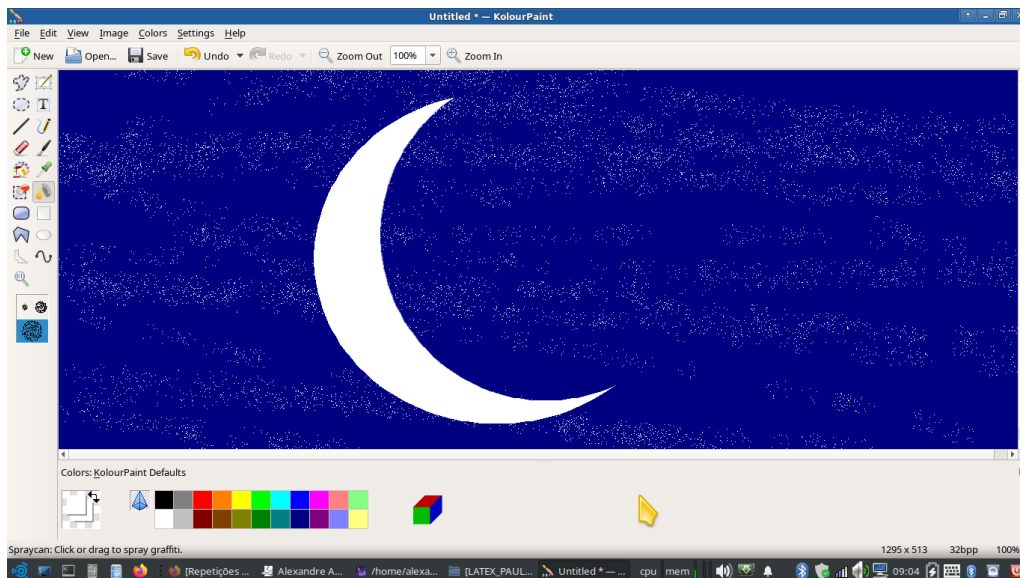 Untitled * — KolourPaint
File Edit View Image Colors Settings Help
New Open... Save Undo Redo Zoom Out 100% Zoom In
T
Colors: KolourPaint Defaults
Spraycan: Click or drag to spray graffiti. 1295 x 513 32bpp 100%
[Repetições ... Alexandre A... /home/alexa... [LATEX_PAUL... Untitled * — ... cpu mem 09:04